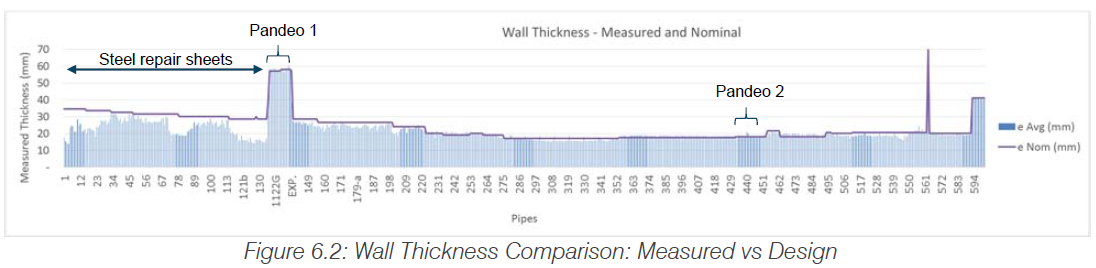 Pandeo 1
Wall Thickness - Measured and Nominal
Steel repair sheets
Pandeo 2
Measured Thickness (mm)
70
60
50
40
30
20
10
-
1 12 23 34 45 56 67 78 89 100 113 121b 130 1122G EXP. 149 160 171 179-a 187 198 209 220 231 242 253 264 275 286 297 308 319 330 341 352 363 374 385 396 407 418 429 440 451 462 473 484 495 506 517 528 539 550 561 572 583 594
Pipes
e Avg (mm)
e Nom (mm)
Figure 6.2: Wall Thickness Comparison: Measured vs Design